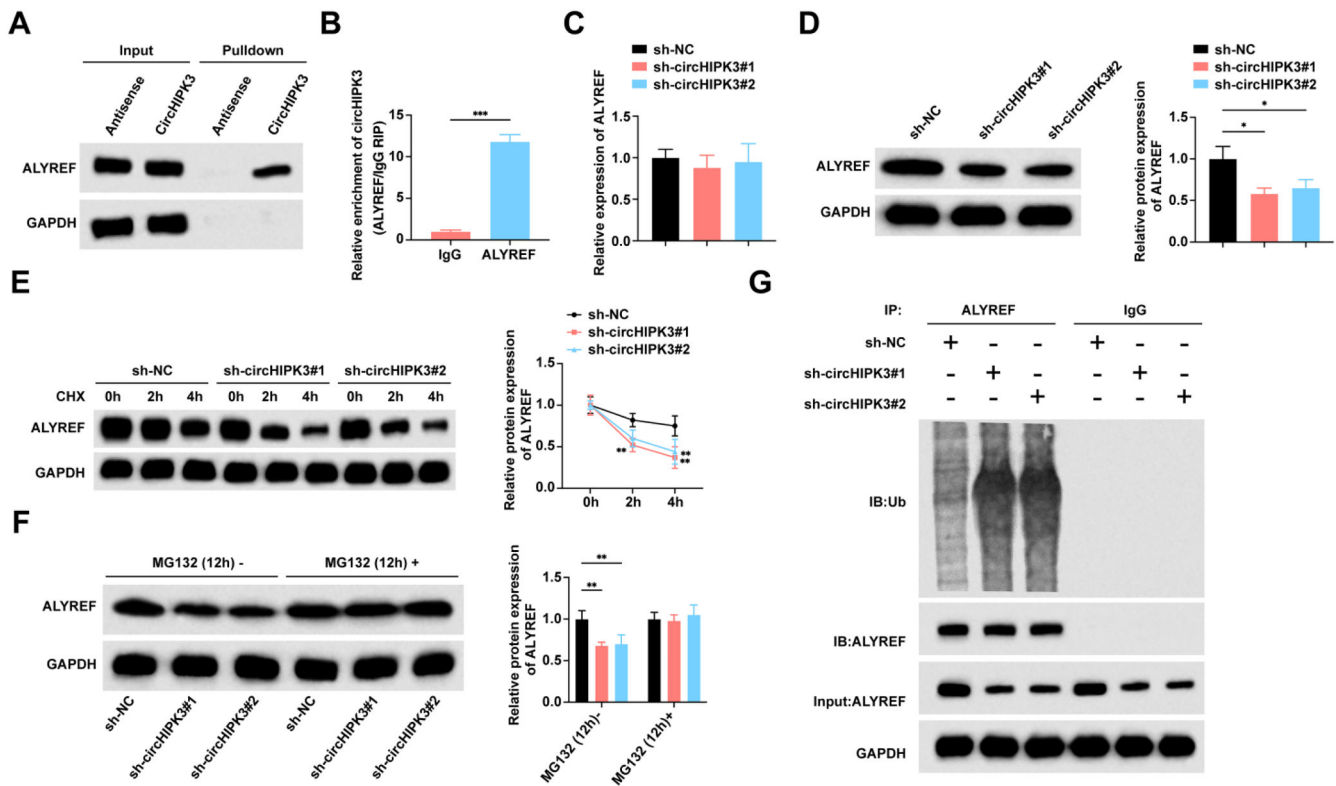 A
Input Pulldown
Antisense CircHIPK3 Antisense CircHIPK3
ALYREF
GAPDH
B
Relative enrichment of circHIPK3
(ALYREF/IgG RIP)
15
10
5
0
***
IgG ALYREF
C
sh-NC
sh-circHIPK3#1
sh-circHIPK3#2
Relative expression of ALYREF
1.5
1.0
0.5
0.0
D
sh-NC sh-circHIPK3#1 sh-circHIPK3#2
ALYREF
GAPDH
sh-NC
sh-circHIPK3#1
sh-circHIPK3#2
Relative protein expression
of ALYREF
1.5
1.0
0.5
0.0
*
*
E
sh-NC sh-circHIPK3#1 sh-circHIPK3#2
CHX 0h 2h 4h 0h 2h 4h 0h 2h 4h
ALYREF
GAPDH
sh-NC
sh-circHIPK3#1
sh-circHIPK3#2
Relative protein expression
of ALYREF
1.5
1.0
0.5
0.0
** **
**
0h 2h 4h
F
MG132 (12h) - MG132 (12h) +
ALYREF
GAPDH
sh-NC sh-circHIPK3#1 sh-circHIPK3#2 sh-NC sh-circHIPK3#1 sh-circHIPK3#2
Relative protein expression
of ALYREF
1.5
1.0
0.5
0.0
**
**
MG132 (12h)- MG132 (12h)+
G
IP: ALYREF IgG
sh-NC + - - + - -
sh-circHIPK3#1 - + - - + -
sh-circHIPK3#2 - - + - - +
IB:Ub
IB:ALYREF
Input:ALYREF
GAPDH